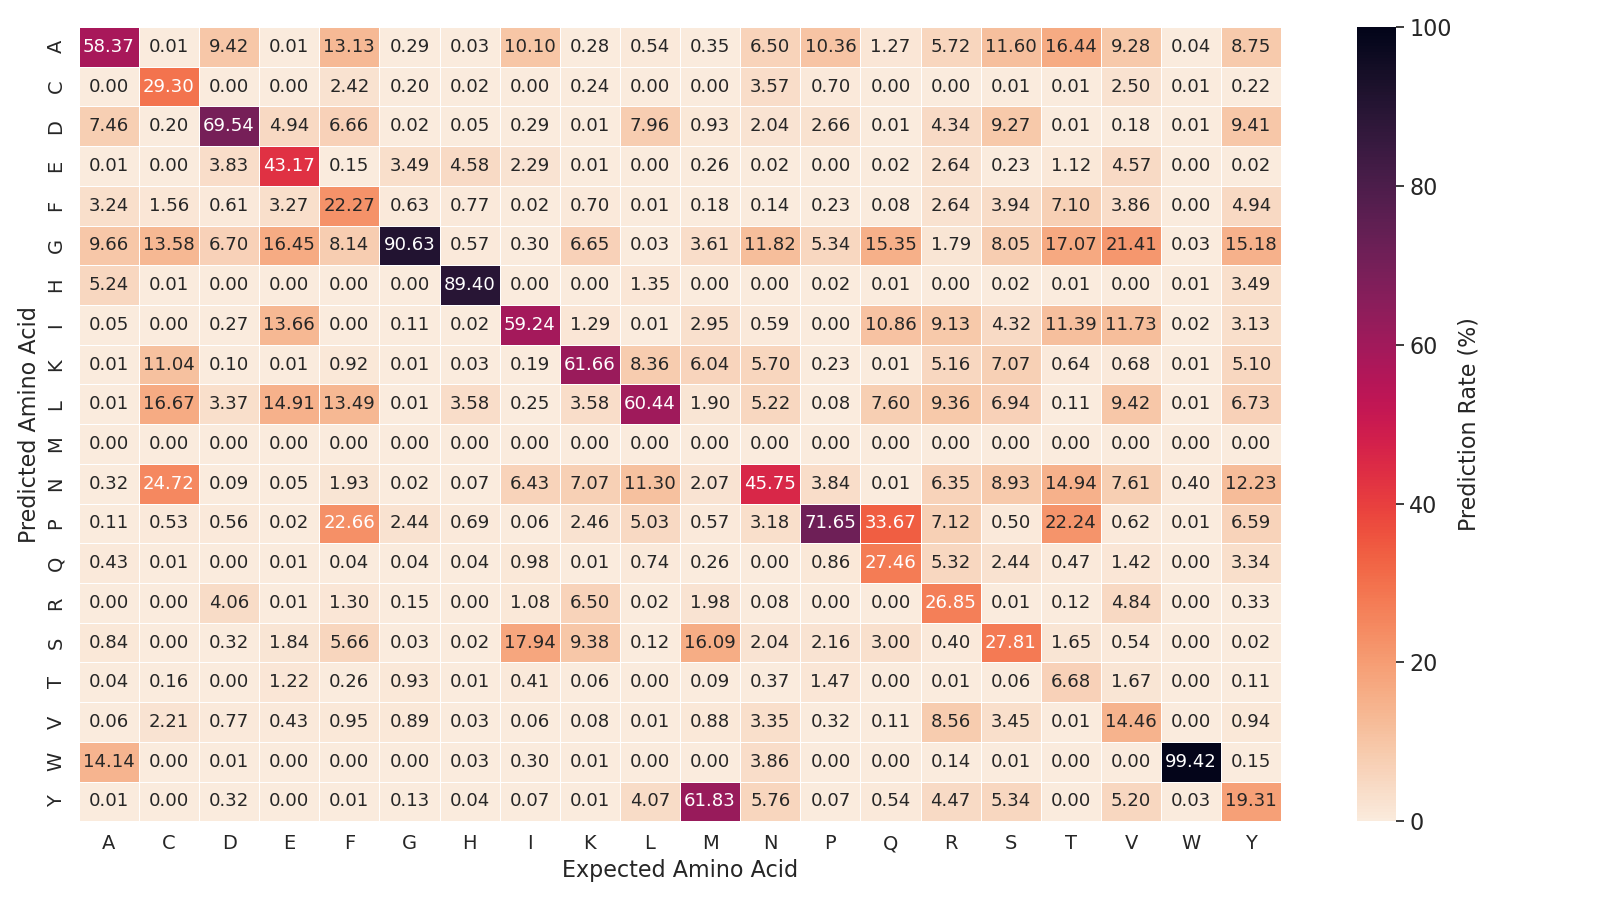 A 58.37 0.01 9.42 0.01 13.13 0.29 0.03 10.10 0.28 0.54 0.35 6.50 10.36 1.27 5.72 11.60 16.44 9.28 0.04 8.75
C 0.00 29.30 0.00 0.00 2.42 0.20 0.02 0.00 0.24 0.00 0.00 3.57 0.70 0.00 0.00 0.01 0.01 2.50 0.01 0.22
D 7.46 0.20 69.54 4.94 6.66 0.02 0.05 0.29 0.01 7.96 0.93 2.04 2.66 0.01 4.34 9.27 0.01 0.18 0.01 9.41
E 0.01 0.00 3.83 43.17 0.15 3.49 4.58 2.29 0.01 0.00 0.26 0.02 0.00 0.02 2.64 0.23 1.12 4.57 0.00 0.02
F 3.24 1.56 0.61 3.27 22.27 0.63 0.77 0.02 0.70 0.01 0.18 0.14 0.23 0.08 2.64 3.94 7.10 3.86 0.00 4.94
G 9.66 13.58 6.70 16.45 8.14 90.63 0.57 0.30 6.65 0.03 3.61 11.82 5.34 15.35 1.79 8.05 17.07 21.41 0.03 15.18
H 5.24 0.01 0.00 0.00 0.00 0.00 89.40 0.00 0.00 1.35 0.00 0.00 0.02 0.01 0.00 0.02 0.01 0.00 0.01 3.49
I 0.05 0.00 0.27 13.66 0.00 0.11 0.02 59.24 1.29 0.01 2.95 0.59 0.00 10.86 9.13 4.32 11.39 11.73 0.02 3.13
K 0.01 11.04 0.10 0.01 0.92 0.01 0.03 0.19 61.66 8.36 6.04 5.70 0.23 0.01 5.16 7.07 0.64 0.68 0.01 5.10
L 0.01 16.67 3.37 14.91 13.49 0.01 3.58 0.25 3.58 60.44 1.90 5.22 0.08 7.60 9.36 6.94 0.11 9.42 0.01 6.73
M 0.00 0.00 0.00 0.00 0.00 0.00 0.00 0.00 0.00 0.00 0.00 0.00 0.00 0.00 0.00 0.00 0.00 0.00 0.00 0.00
N 0.32 24.72 0.09 0.05 1.93 0.02 0.07 6.43 7.07 11.30 2.07 45.75 3.84 0.01 6.35 8.93 14.94 7.61 0.40 12.23
P 0.11 0.53 0.56 0.02 22.66 2.44 0.69 0.06 2.46 5.03 0.57 3.18 71.65 33.67 7.12 0.50 22.24 0.62 0.01 6.59
Q 0.43 0.01 0.00 0.01 0.04 0.04 0.04 0.98 0.01 0.74 0.26 0.00 0.86 27.46 5.32 2.44 0.47 1.42 0.00 3.34
R 0.00 0.00 4.06 0.01 1.30 0.15 0.00 1.08 6.50 0.02 1.98 0.08 0.00 0.00 26.85 0.01 0.12 4.84 0.00 0.33
S 0.84 0.00 0.32 1.84 5.66 0.03 0.02 17.94 9.38 0.12 16.09 2.04 2.16 3.00 0.40 27.81 1.65 0.54 0.00 0.02
T 0.04 0.16 0.00 1.22 0.26 0.93 0.01 0.41 0.06 0.00 0.09 0.37 1.47 0.00 0.01 0.06 6.68 1.67 0.00 0.11
V 0.06 2.21 0.77 0.43 0.95 0.89 0.03 0.06 0.08 0.01 0.88 3.35 0.32 0.11 8.56 3.45 0.01 14.46 0.00 0.94
W 14.14 0.00 0.01 0.00 0.00 0.00 0.03 0.30 0.01 0.00 0.00 3.86 0.00 0.00 0.14 0.01 0.00 0.00 99.42 0.15
Y 0.01 0.00 0.32 0.00 0.01 0.13 0.04 0.07 0.01 4.07 61.83 5.76 0.07 0.54 4.47 5.34 0.00 5.20 0.03 19.31
A C D E F G H I K L M N P Q R S T V W Y
Expected Amino Acid
Predicted Amino Acid
100
80
60
40
20
0
Prediction Rate (%)